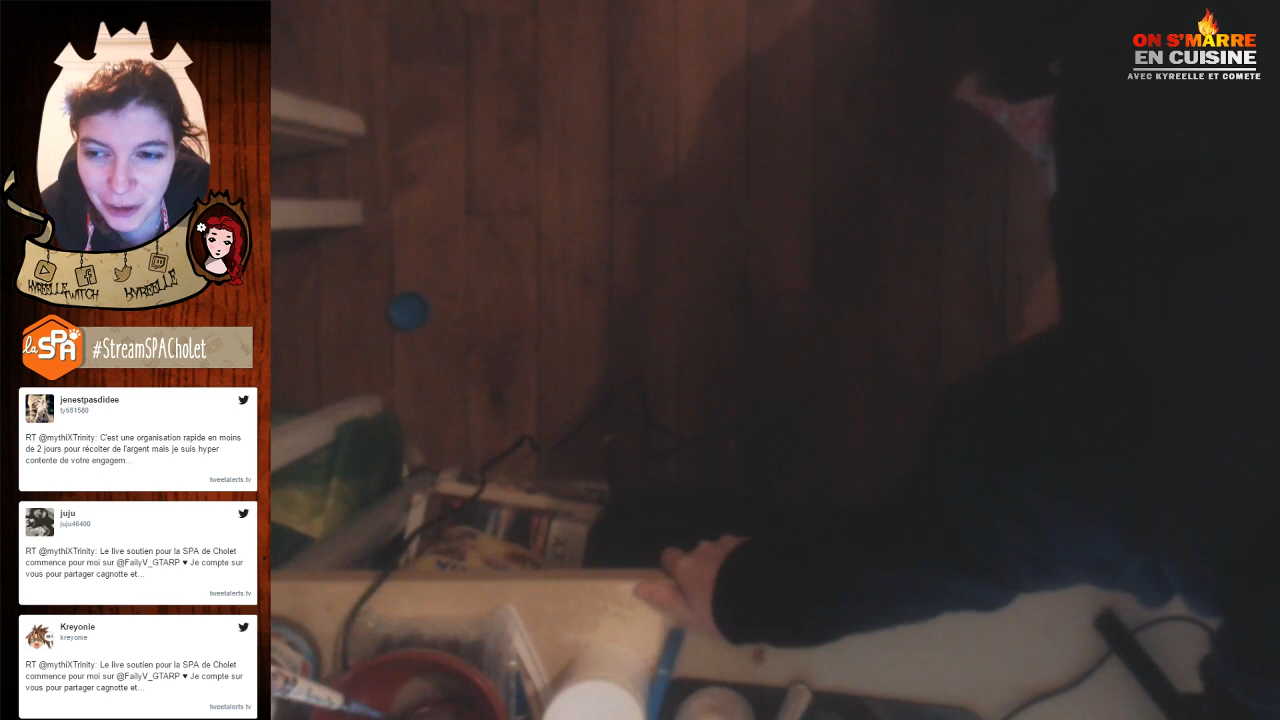 ON S'MARRE
EN CUISINE
AVEC KYREELLE ET COMETE
KYREELLE
TWITCH
KYREELLE
la SPA
#StreamSPACholet
jenestpasdidee
tyti81580
RT @mythiXTrinity: C'est une organisation rapide en moins
de 2 jours pour récolter de l'argent mais je suis hyper
contente de votre engagem...
tweetalerts.tv
juju
juju46400
RT @mythiXTrinity: Le live soutien pour la SPA de Cholet
commence pour moi sur @FailyV_GTARP ♥ Je compte sur
vous pour partager cagnotte et...
tweetalerts.tv
Kreyonie
kreyonie
RT @mythiXTrinity: Le live soutien pour la SPA de Cholet
commence pour moi sur @FailyV_GTARP ♥ Je compte sur
vous pour partager cagnotte et...
tweetalerts.tv